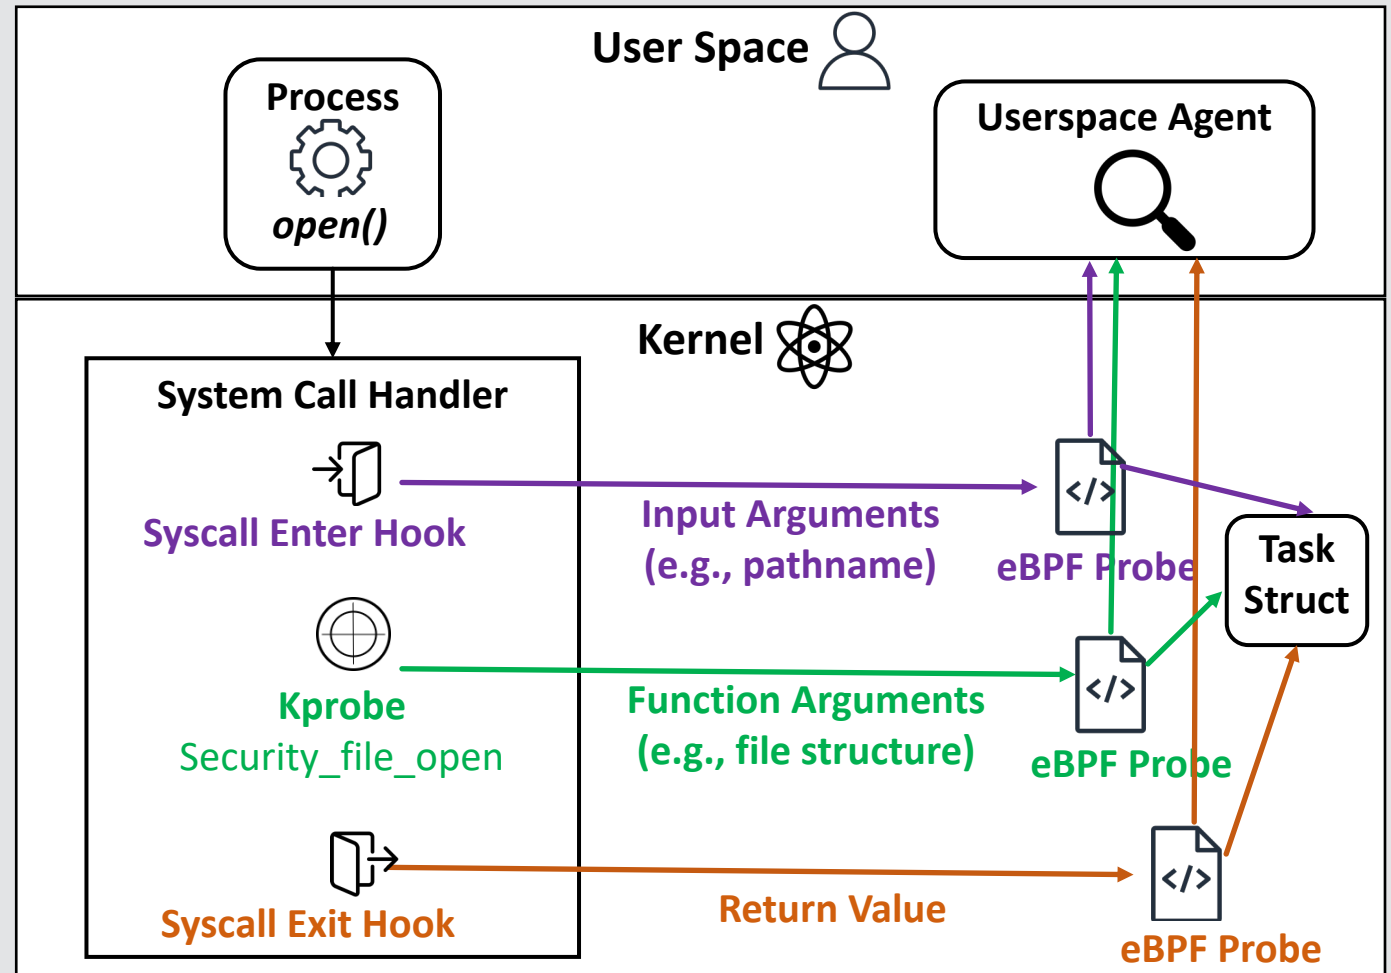 User Space
Process
open()
Userspace Agent
Kernel
System Call Handler
Syscall Enter Hook
Input Arguments
(e.g., pathname)
</>
eBPF Probe
Task
Struct
Kprobe
Security_file_open
Function Arguments
(e.g., file structure)
</>
eBPF Probe
Syscall Exit Hook
Return Value
</>
eBPF Probe